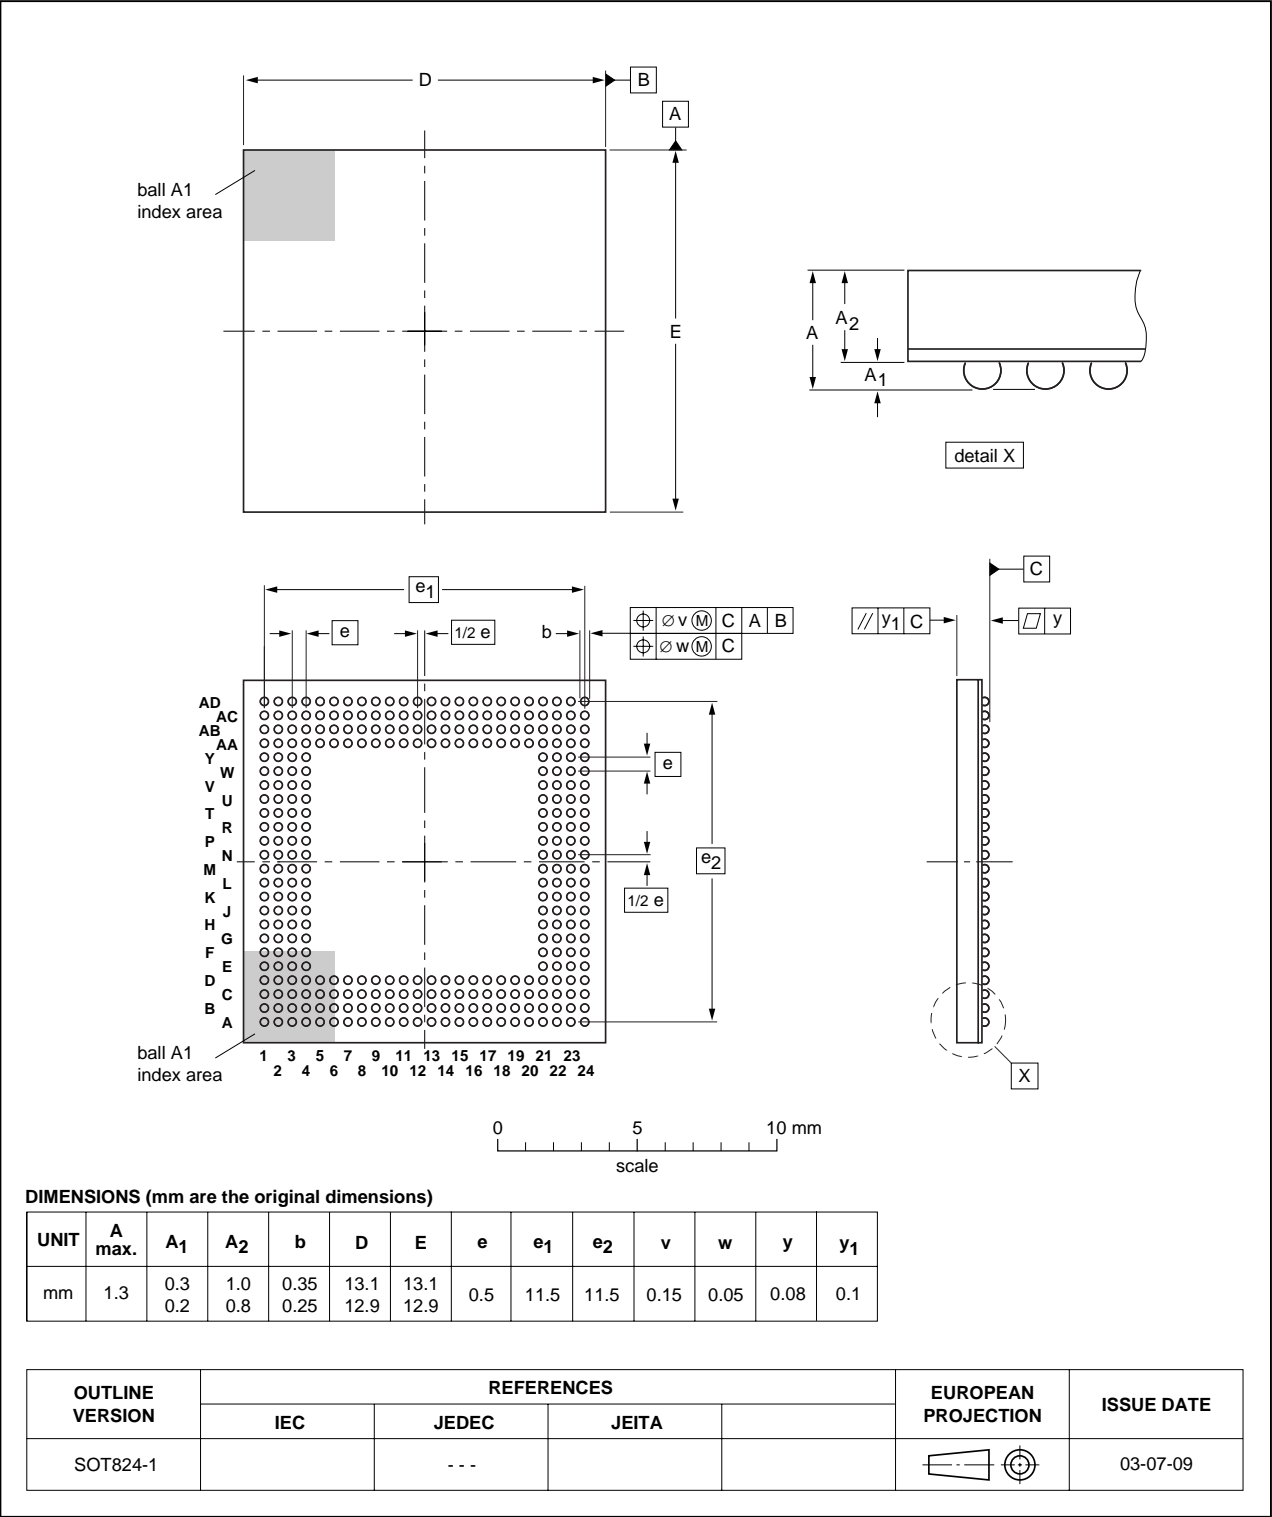 D
B
A
ball A1
index area
E
A
A2
A1
detail X
e1
e
1/2 e
b
⌖ ∅ v Ⓜ C A B
⌖ ∅ w Ⓜ C
C
// y1 C
⏥ y
AD
AC
AB
AA
Y
W
V
U
T
R
P
N
M
L
K
J
H
G
F
E
D
C
B
A
e
e2
1/2 e
ball A1
index area
1 3 5 7 9 11 13 15 17 19 21 23
2 4 6 8 10 12 14 16 18 20 22 24
X
0 5 10 mm
scale
DIMENSIONS (mm are the original dimensions)
UNIT A max. A1 A2 b D E e e1 e2 v w y y1
mm 1.3 0.3 0.2 1.0 0.8 0.35 0.25 13.1 12.9 13.1 12.9 0.5 11.5 11.5 0.15 0.05 0.08 0.1
OUTLINE VERSION REFERENCES EUROPEAN PROJECTION ISSUE DATE
IEC JEDEC JEITA
SOT824-1 - - - 03-07-09